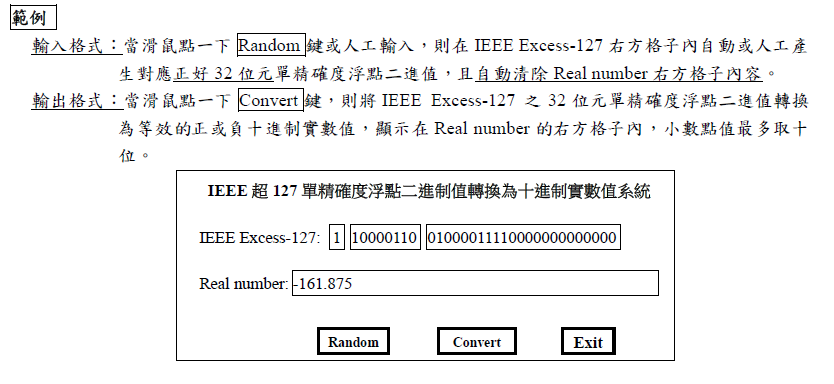 範例
輸入格式：當滑鼠點一下 Random 鍵或人工輸入，則在 IEEE Excess-127 右方格子內自動或人工產
生對應正好 32 位元單精確度浮點二進值，且自動清除 Real number 右方格子內容。
輸出格式：當滑鼠點一下 Convert 鍵，則將 IEEE Excess-127 之 32 位元單精確度浮點二進值轉換
為等效的正或負十進制實數值，顯示在 Real number 的右方格子內，小數點值最多取十
位。
IEEE 超 127 單精確度浮點二進制值轉換為十進制實數值系統
IEEE Excess-127: 1 10000110 01000011110000000000000
Real number: -161.875
Random Convert Exit